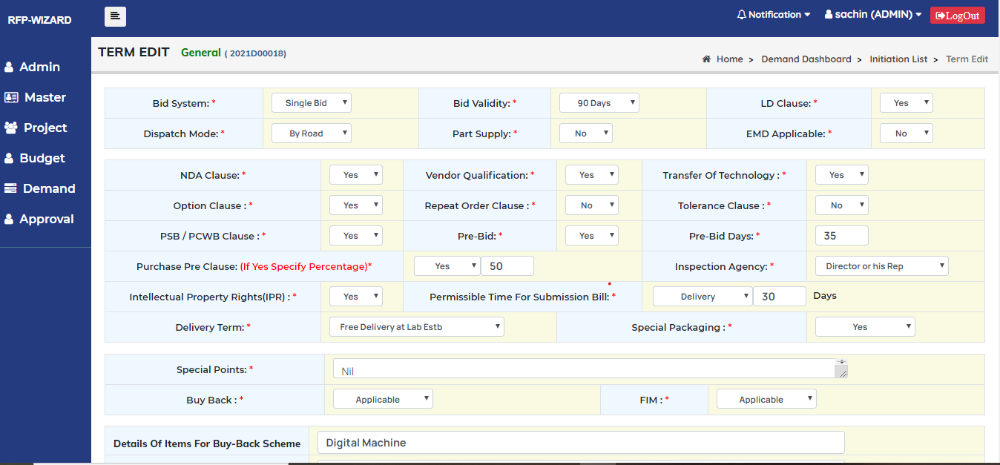 RFP-WIZARD
Notification
sachin (ADMIN)
LogOut
Admin
Master
Project
Budget
Demand
Approval
TERM EDIT General ( 2021D00018)
Home > Demand Dashboard > Initiation List > Term Edit
Bid System: * Single Bid Bid Validity: * 90 Days LD Clause: * Yes
Dispatch Mode: * By Road Part Supply: * No EMD Applicable: * No
NDA Clause: * Yes Vendor Qualification: * Yes Transfer Of Technology : * Yes
Option Clause : * Yes Repeat Order Clause : * No Tolerance Clause : * No
PSB / PCWB Clause : * Yes Pre-Bid: * Yes Pre-Bid Days: * 35
Purchase Pre Clause: (If Yes Specify Percentage)* Yes 50 Inspection Agency: * Director or his Rep
Intellectual Property Rights(IPR) : * Yes Permissible Time For Submission Bill: * Delivery 30 Days
Delivery Term: * Free Delivery at Lab Estb Special Packaging : * Yes
Special Points: * Nil
Buy Back : * Applicable FIM : * Applicable
Details Of Items For Buy-Back Scheme Digital Machine